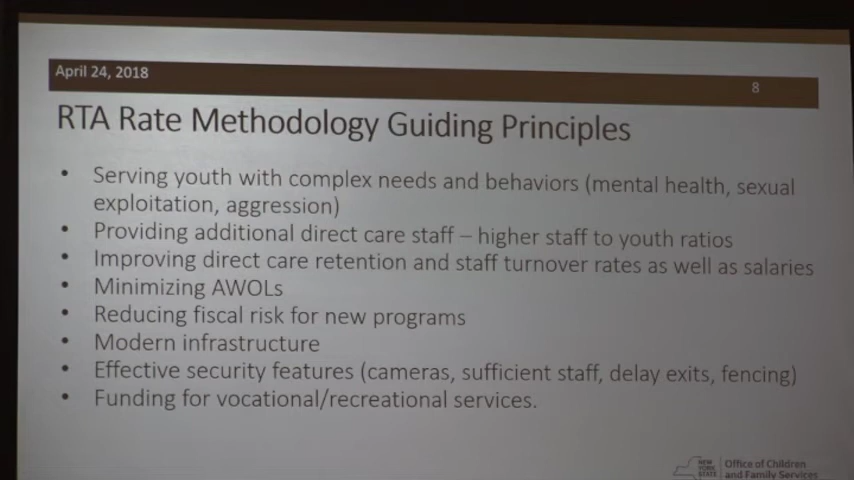 April 24, 2018
8
RTA Rate Methodology Guiding Principles
• Serving youth with complex needs and behaviors (mental health, sexual
exploitation, aggression)
• Providing additional direct care staff – higher staff to youth ratios
• Improving direct care retention and staff turnover rates as well as salaries
• Minimizing AWOLs
• Reducing fiscal risk for new programs
• Modern infrastructure
• Effective security features (cameras, sufficient staff, delay exits, fencing)
• Funding for vocational/recreational services.
NEW
YORK
STATE
Office of Children
and Family Services